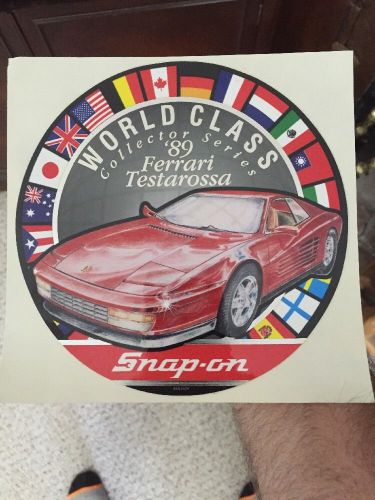 WORLD CLASS
Collector Series
'89
Ferrari
Testarossa
Snap-on